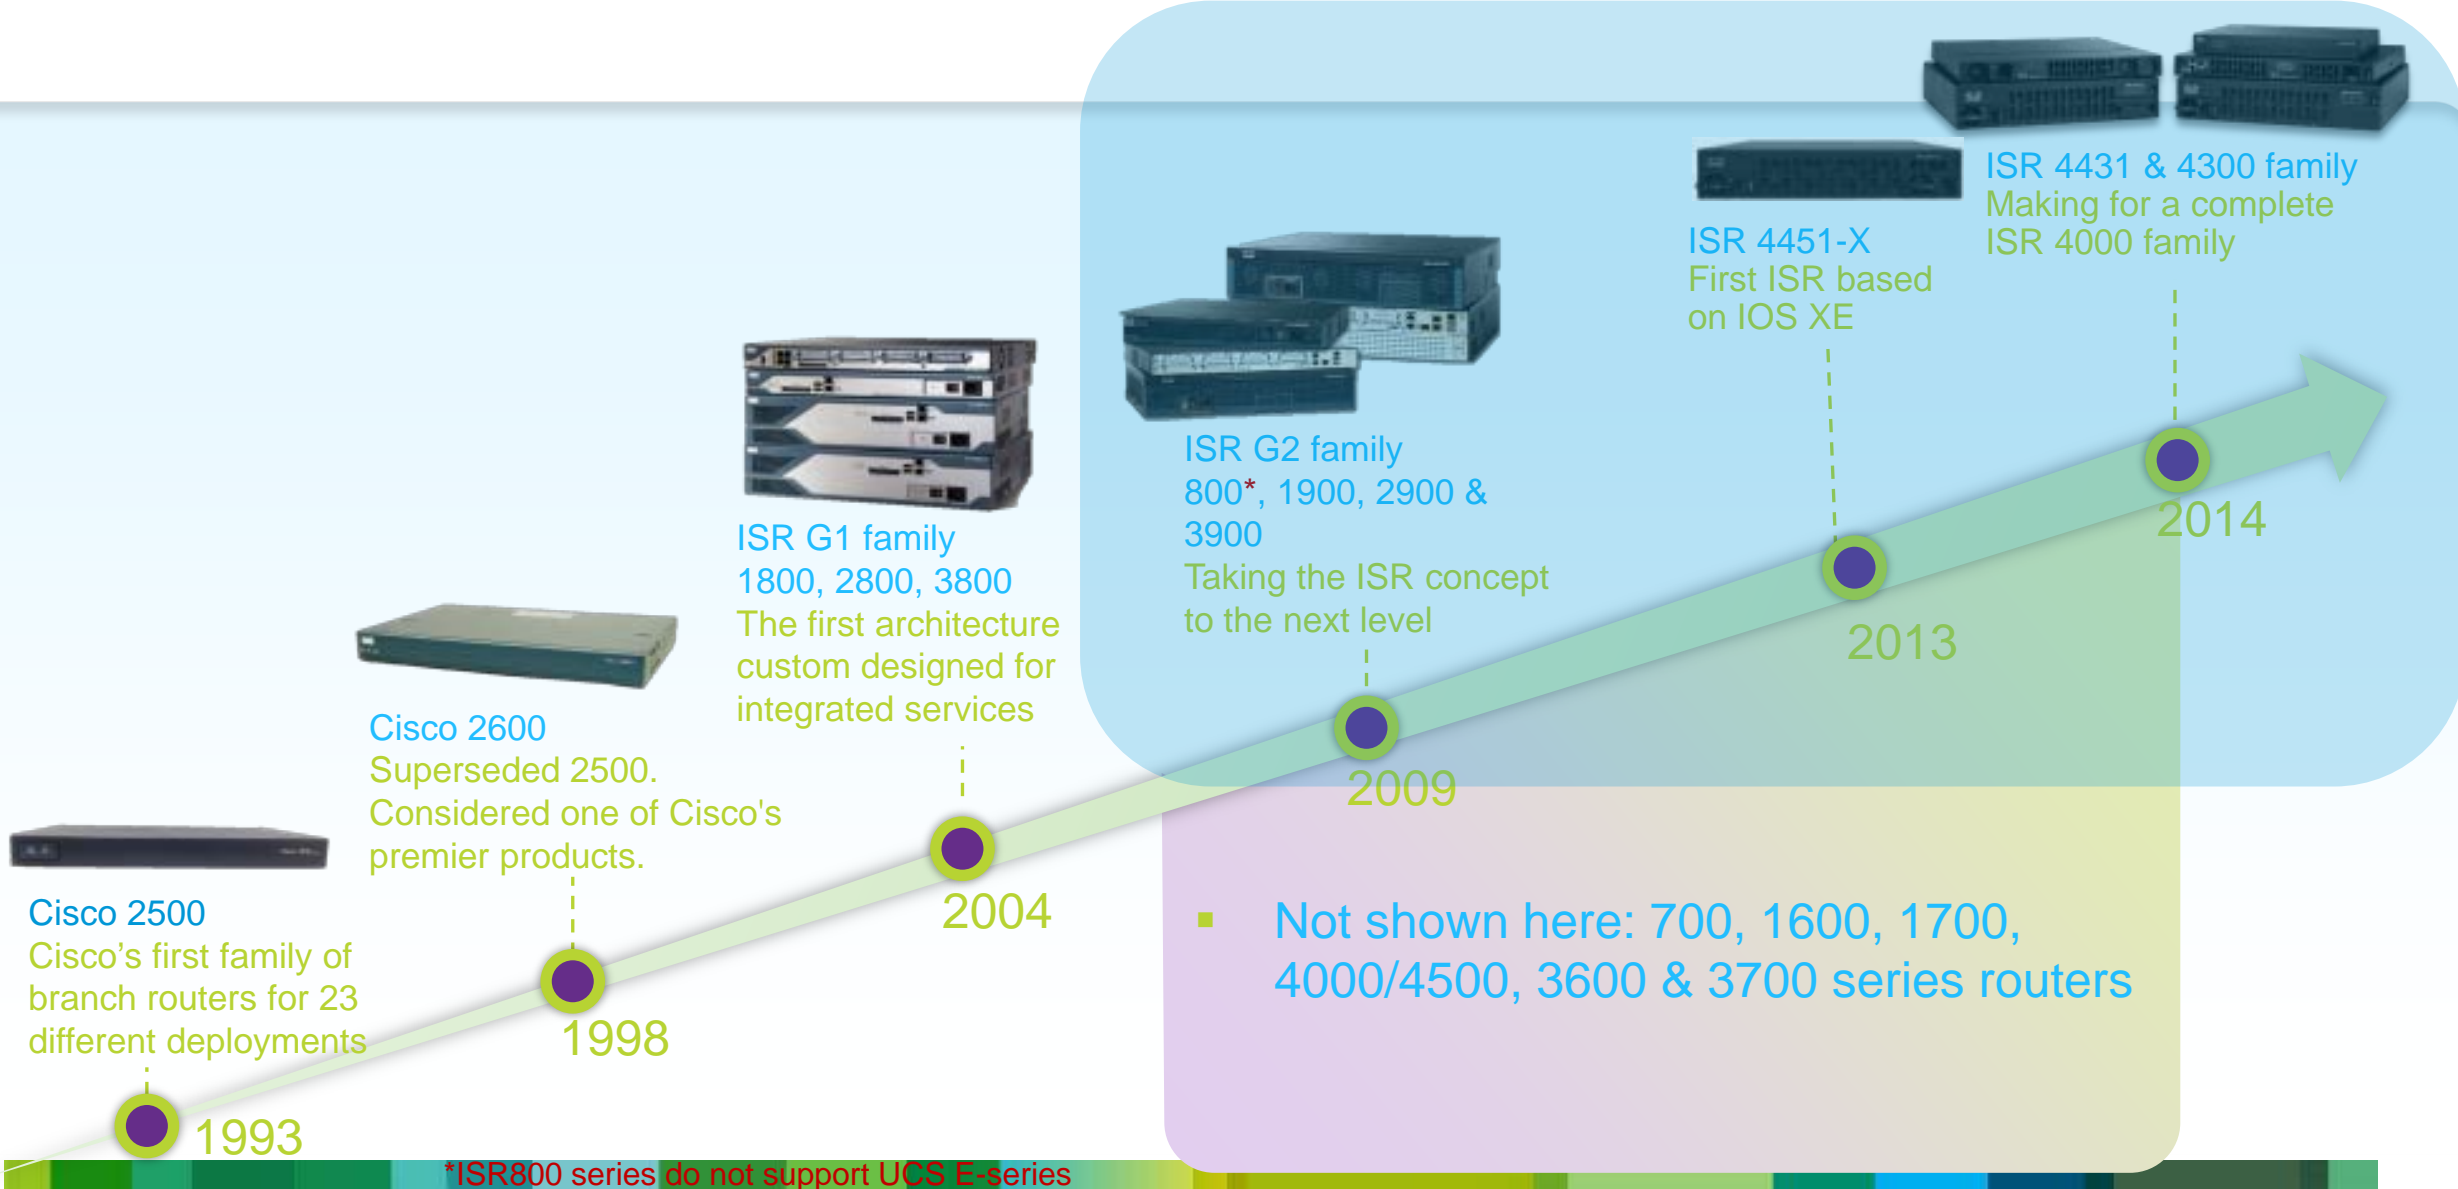 ISR 4431 & 4300 family
Making for a complete
ISR 4000 family
ISR 4451-X
First ISR based
on IOS XE
ISR G2 family
800*, 1900, 2900 &
3900
Taking the ISR concept
to the next level
ISR G1 family
1800, 2800, 3800
The first architecture
custom designed for
integrated services
Cisco 2600
Superseded 2500.
Considered one of Cisco's
premier products.
Cisco 2500
Cisco’s first family of
branch routers for 23
different deployments
1993
1998
2004
2009
2013
2014
▪ Not shown here: 700, 1600, 1700,
4000/4500, 3600 & 3700 series routers
*ISR800 series do not support UCS E-series